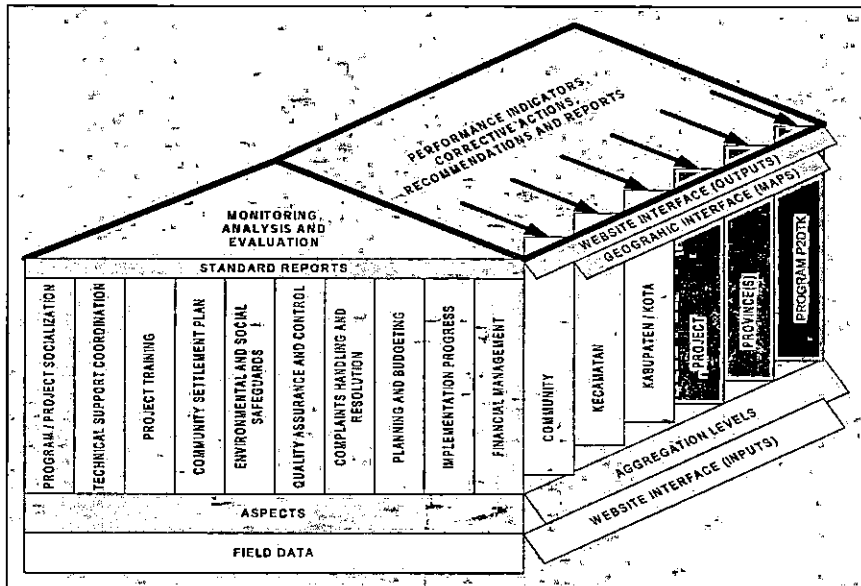 PERFORMANCE INDICATORS,
CORRECTIVE ACTIONS,
RECOMMENDATIONS AND REPORTS
MONITORING,
ANALYSIS AND
EVALUATION
STANDARD REPORTS
PROGRAM / PROJECT SOCIALIZATION
TECHNICAL SUPPORT COORDINATION
PROJECT TRAINING
COMMUNITY SETTLEMENT PLAN
ENVIRONMENTAL AND SOCIAL
SAFEGUARDS
QUALITY ASSURANCE AND CONTROL
COMPLAINTS HANDLING AND
RESOLUTION
PLANNING AND BUDGETING
IMPLEMENTATION PROGRESS
FINANCIAL MANAGEMENT
COMMUNITY
KECAMATAN
KABUPATEN / KOTA
PROJECT
PROVINCE(S)
PROGRAM P2DTK
WEBSITE INTERFACE (OUTPUTS)
GEOGRAHIC INTERFACE (MAPS)
AGGREGATION LEVELS
WEBSITE INTERFACE (INPUTS)
ASPECTS
FIELD DATA